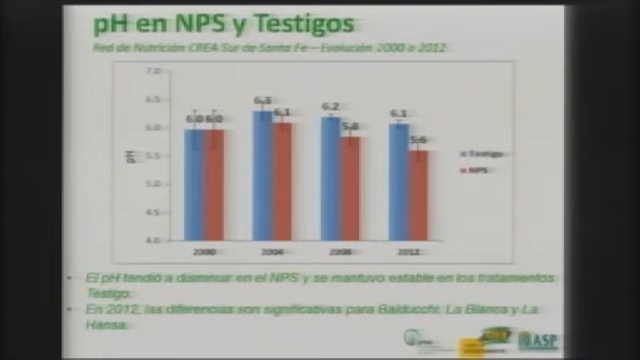 pH en NPS y Testigos
Red de Nutrición CREA Sur de Santa Fe – Evolución 2000 a 2012
7.0
6.5
6.0
5.5
5.0
4.5
4.0
pH
6.0 6.0
6.3 6.1
6.2 5.8
6.1 5.6
2000 2004 2008 2012
Testigo
NPS
• El pH tendió a disminuir en el NPS y se mantuvo estable en los tratamientos
Testigo.
• En 2012, las diferencias son significativas para Balducchi, La Blanca y La
Hansa.
IASP